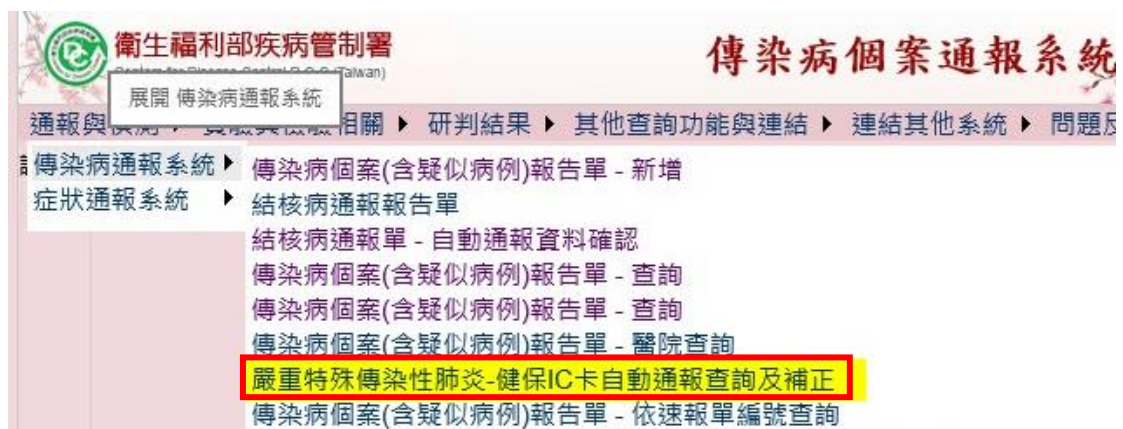 衛生福利部疾病管制署
傳染病個案通報系統
展開 傳染病通報系統
通報與 相關 ▶ 研判結果 ▶ 其他查詢功能與連結 ▶ 連結其他系統 ▶ 問題
傳染病通報系統 ▶
症狀通報系統 ▶
傳染病個案(含疑似病例)報告單 - 新增
結核病通報報告單
結核病通報單 - 自動通報資料確認
傳染病個案(含疑似病例)報告單 - 查詢
傳染病個案(含疑似病例)報告單 - 查詢
傳染病個案(含疑似病例)報告單 - 醫院查詢
嚴重特殊傳染性肺炎-健保IC卡自動通報查詢及補正
傳染病個案(含疑似病例)報告單 - 依速報單編號查詢